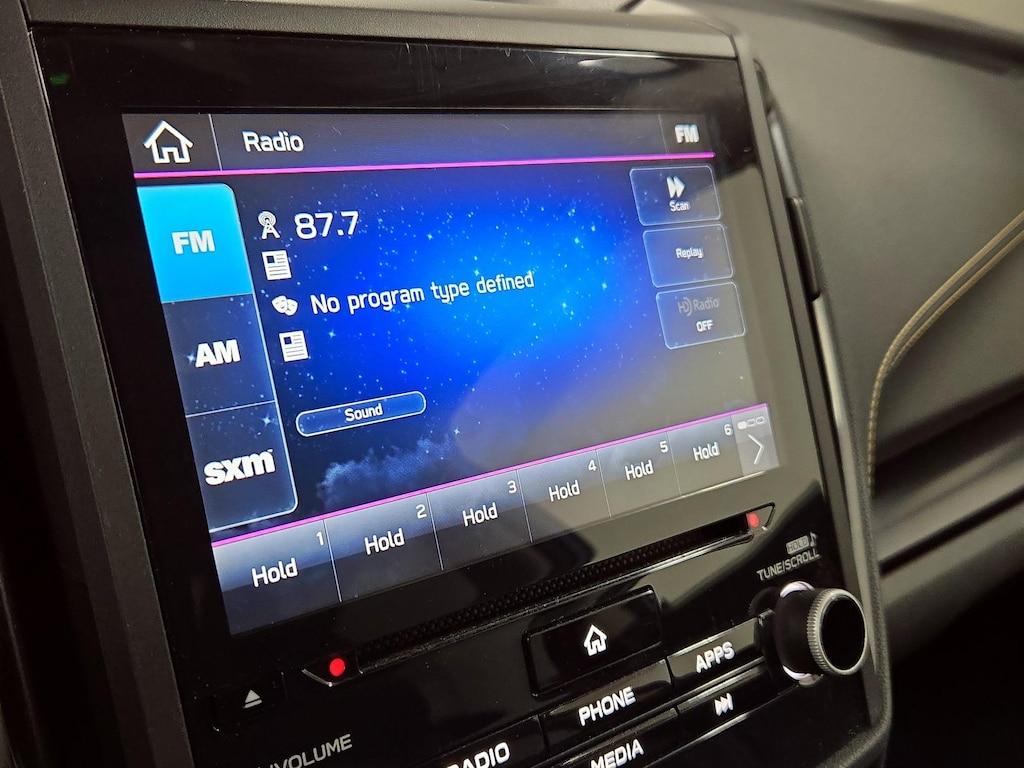 Radio
FM
FM
87.7
Scan
No program type defined
Replay
HD Radio
OFF
AM
Sound
sxm
1
Hold
2
Hold
3
Hold
4
Hold
5
Hold
6
Hold
HOLD
TUNE/SCROLL
APPS
PHONE
VOLUME
RADIO
MEDIA